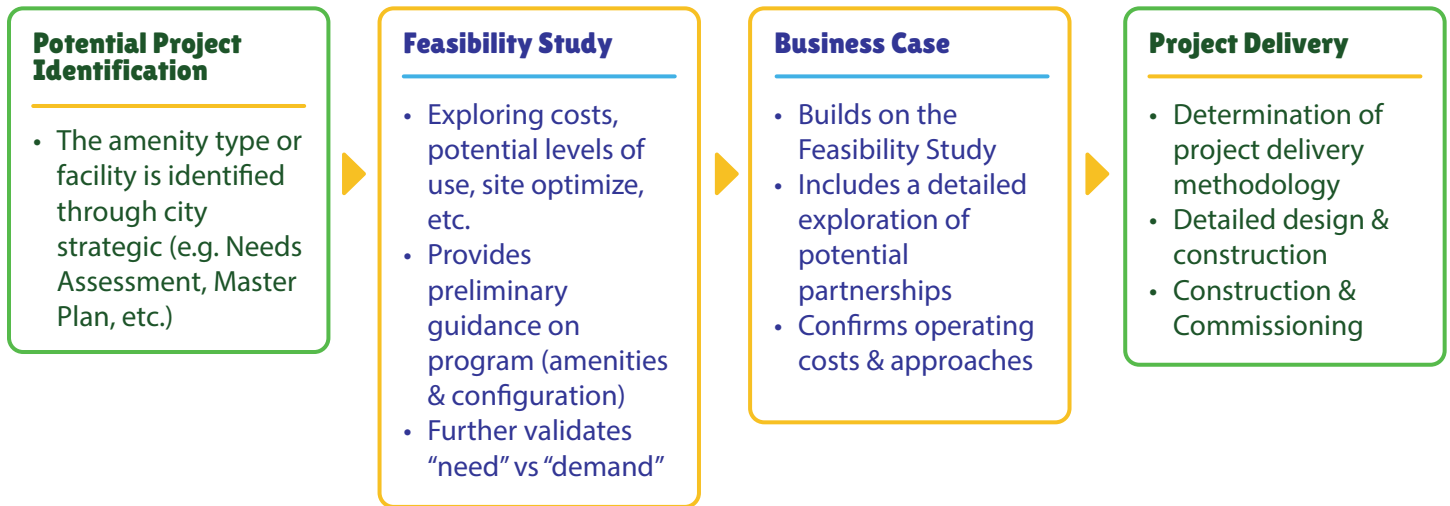 Potential Project
Identification
• The amenity type or
facility is identified
through city
strategic (e.g. Needs
Assessment, Master
Plan, etc.)
Feasibility Study
• Exploring costs,
potential levels of
use, site optimize,
etc.
• Provides
preliminary
guidance on
program (amenities
& configuration)
• Further validates
“need” vs “demand”
Business Case
• Builds on the
Feasibility Study
• Includes a detailed
exploration of
potential
partnerships
• Confirms operating
costs & approaches
Project Delivery
• Determination of
project delivery
methodology
• Detailed design &
construction
• Construction &
Commissioning